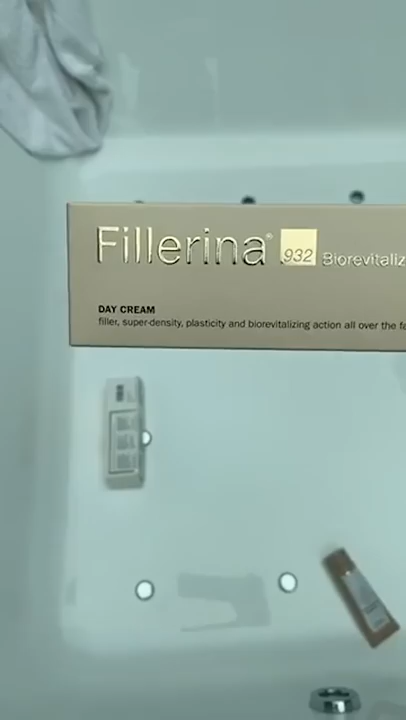 Fillerina® 932 Biorevitaliz
DAY CREAM
filler, super-density, plasticity and biorevitalizing action all over the fa